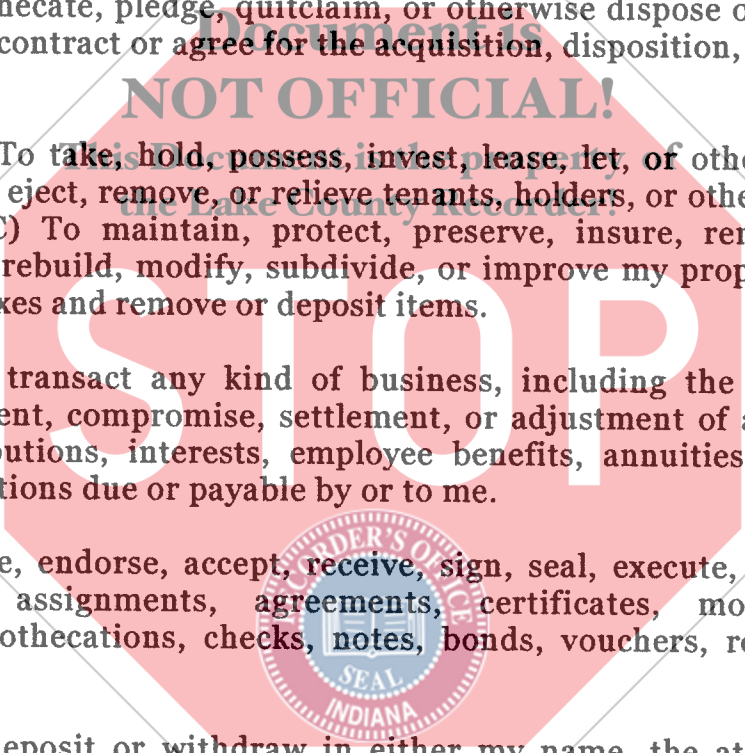 necate, pledge, quitclaim, or otherwise dispose o
Document is
contract or agree for the acquisition, disposition,
NOT OFFICIAL!
This Document is the property of
To take, hold, possess, invest, lease, let, or othe
eject, remove, or relieve tenants, holders, or othe
the Lake County Recorder!
C) To maintain, protect, preserve, insure, rem
rebuild, modify, subdivide, or improve my prop
xes and remove or deposit items.
STOP
transact any kind of business, including the
ent, compromise, settlement, or adjustment of a
utions, interests, employee benefits, annuities
tions due or payable by or to me.
e, endorse, accept, receive, sign, seal, execute,
assignments, agreements, certificates, mo
othecations, checks, notes, bonds, vouchers, re
RECORDER'S OFFICE
SEAL
INDIANA
eposit or withdraw in either my name, the at